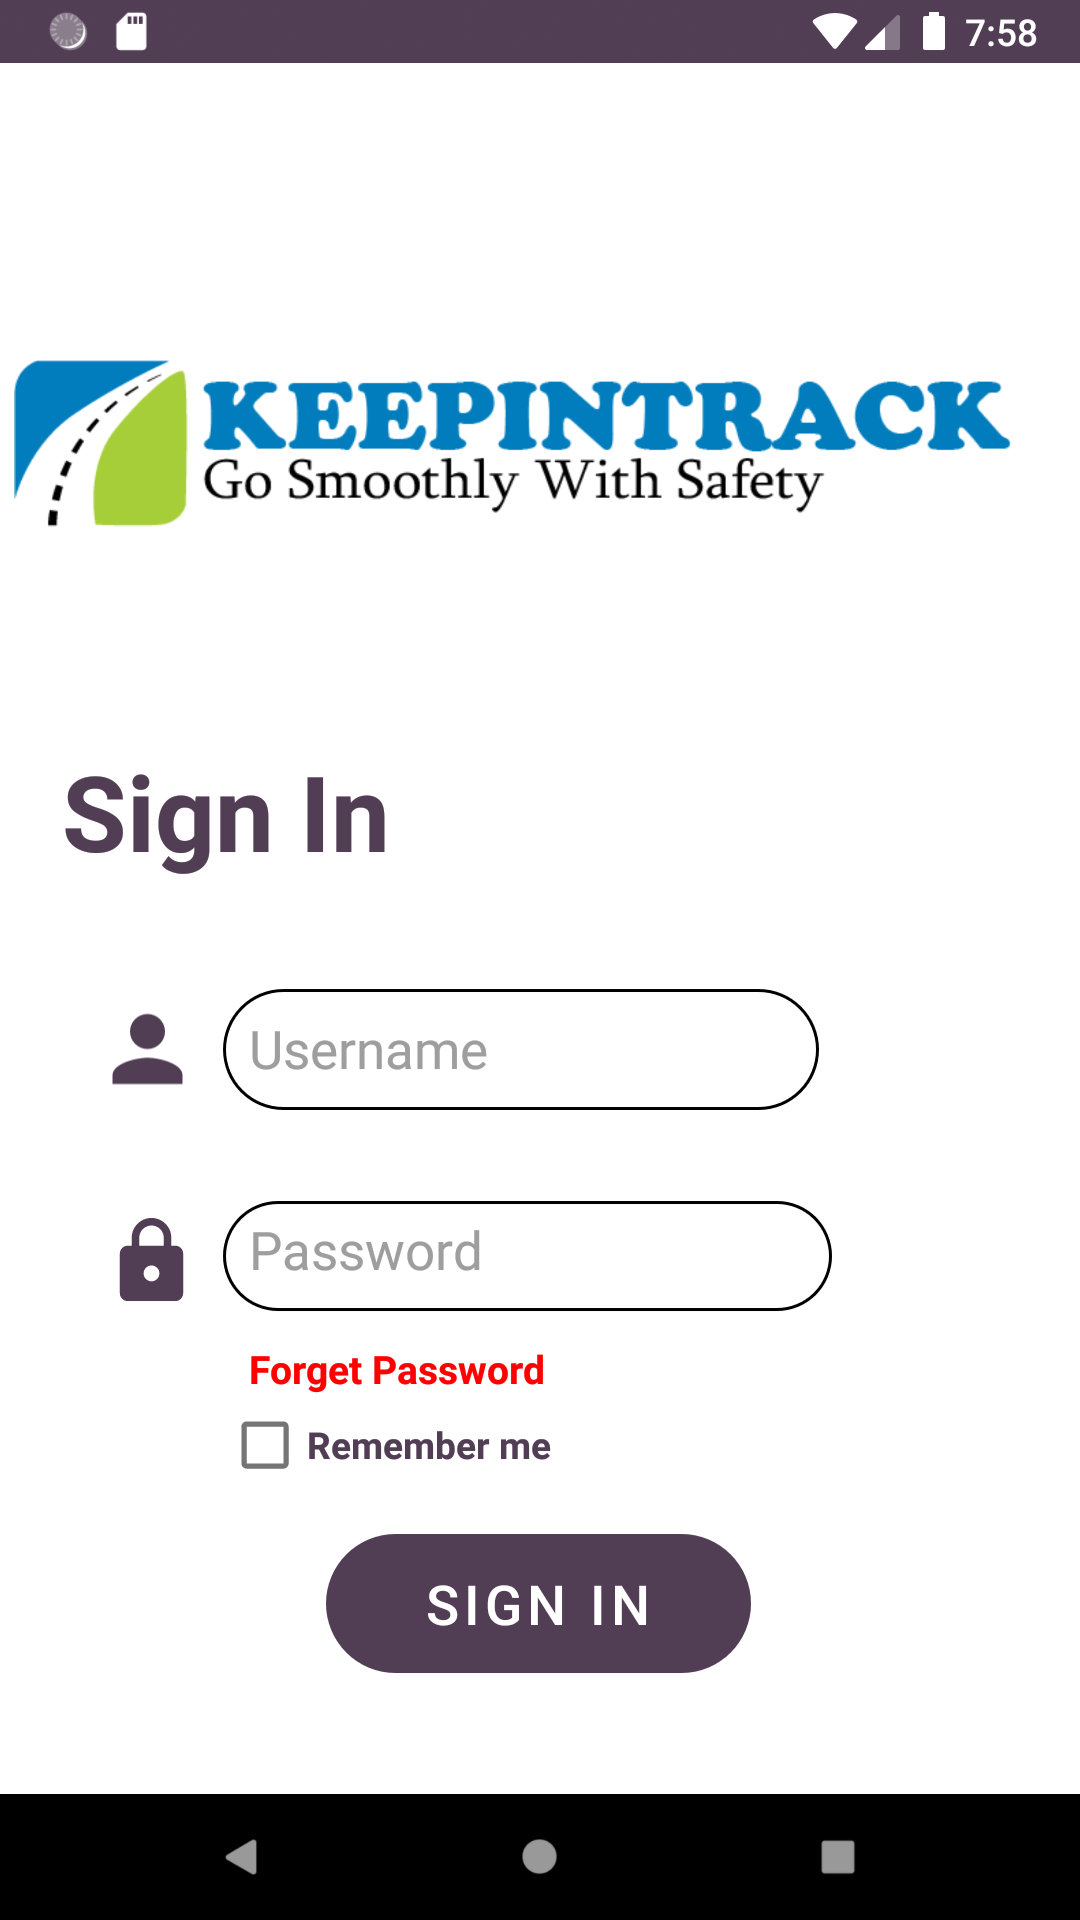 7:58
KEEPINTRACK
Go Smoothly With Safety
Sign In
Username
Password
Forget Password
Remember me
SIGN IN